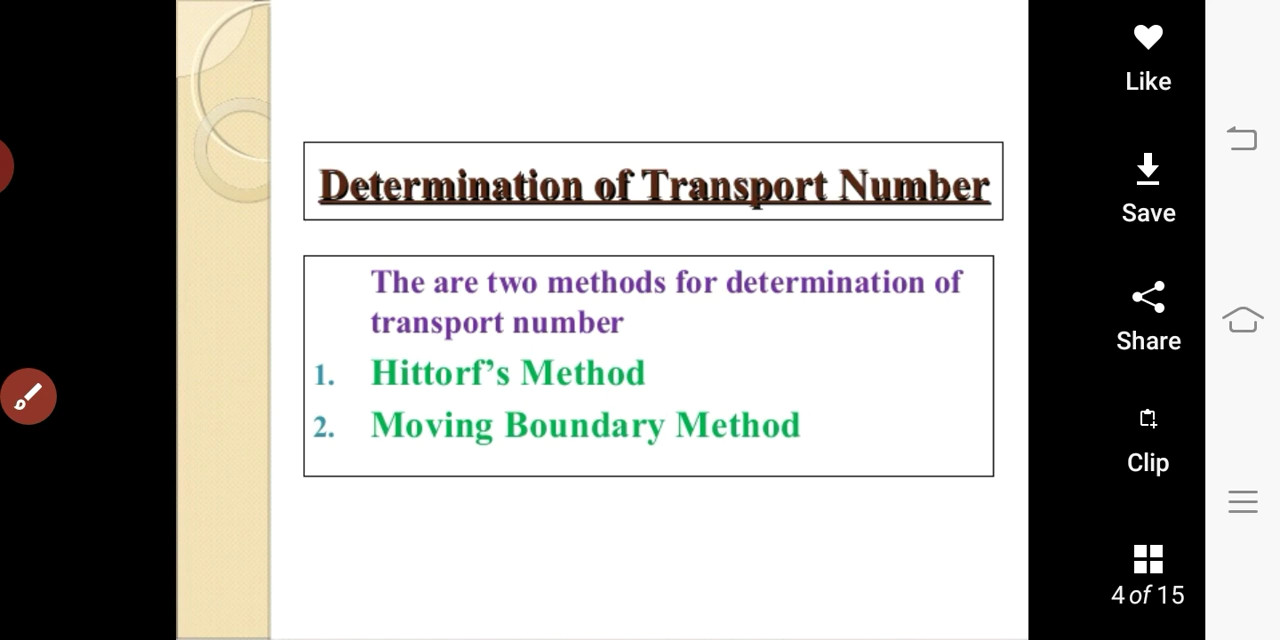 Determination of Transport Number
The are two methods for determination of
transport number
1. Hittorf's Method
2. Moving Boundary Method
Like
Save
Share
Clip
4 of 15